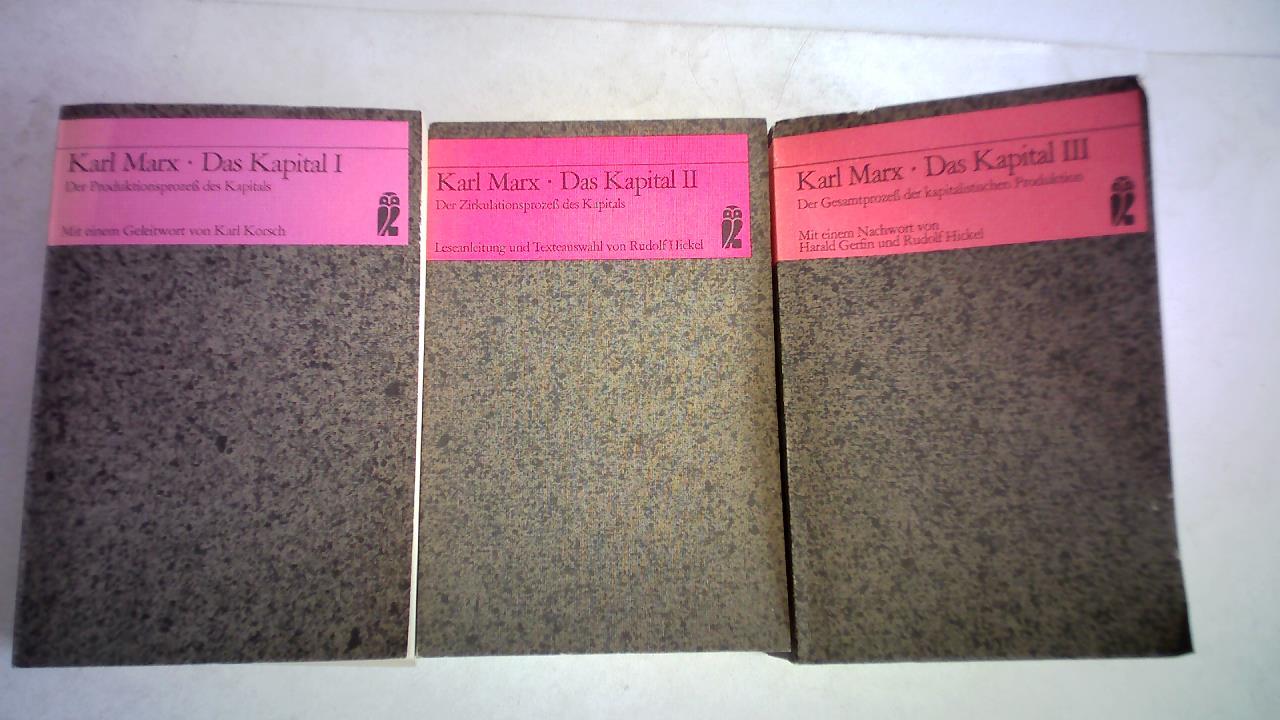 Karl Marx · Das Kapital I
Der Produktionsprozeß des Kapitals
Mit einem Geleitwort von Karl Korsch
Karl Marx · Das Kapital II
Der Zirkulationsprozeß des Kapitals
Leseanleitung und Textauswahl von Rudolf Hickel
Karl Marx · Das Kapital III
Der Gesamtprozeß der kapitalistischen Produktion
Mit einem Nachwort von
Harald Gerfin und Rudolf Hickel